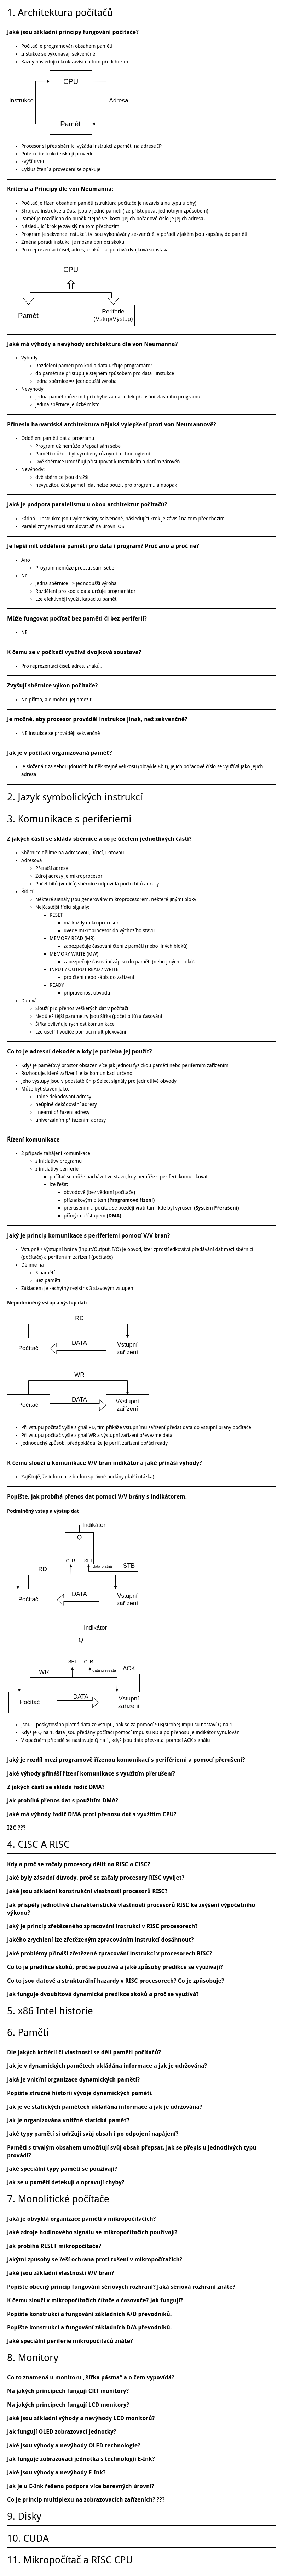 1. Architektura počítačů
Jaké jsou základní principy fungování počítače?
Počítač je programován obsahem paměti
Instukce se vykonávají sekvenčně
Každý následující krok závisí na tom předchozím
CPU
Instrukce
Adresa
Paměť
Procesor si přes sběrnici vyžádá instrukci z paměti na adrese IP
Poté co instrukci získá ji provede
Zvýší IP/PC
Cyklus čtení a provedení se opakuje
Kritéria a Principy dle von Neumanna:
Počítač je řízen obsahem paměti (struktura počítače je nezávislá na typu úlohy)
Strojové instrukce a Data jsou v jedné paměti (lze přistupovat jednotným způsobem)
Paměť je rozdělena do buněk stejné velikosti (jejich pořadové číslo je jejich adresa)
Následující krok je závislý na tom přechozím
Program je sekvence instukcí, ty jsou vykonávány sekvenčně, v pořadí v jakém jsou zapsány do paměti
Změna pořadí instukcí je možná pomocí skoku
Pro reprezentaci čísel, adres, znaků.. se používá dvojková soustava
CPU
Pamět
Periferie
(Vstup/Výstup)
Jaké má výhody a nevýhody architektura dle von Neumanna?
Výhody
Rozdělení paměti pro kod a data určuje programátor
do paměti se přistupuje stejným způsobem pro data i instukce
jedna sběrnice => jednodušší výroba
Nevýhody
jedna paměť může mít při chybě za následek přepsání vlastního programu
jediná sběrnice je úzké místo
Přinesla harvardská architektura nějaká vylepšení proti von Neumannově?
Oddělení paměti dat a programu
Program už nemůže přepsat sám sebe
Paměti můžou být vyrobeny různými technologiemi
Dvě sběrnice umožňují přistupovat k instrukcím a datům zároveň
Nevýhody:
dvě sběrnice jsou dražší
nevyužitou část paměti dat nelze použít pro program.. a naopak
Jaká je podpora paralelismu u obou architektur počítačů?
Žádná .. instrukce jsou vykonávány sekvenčně, následující krok je závislí na tom předchozím
Paralelizmy se musí simulovat až na úrovni OS
Je lepší mít oddělené paměti pro data i program? Proč ano a proč ne?
Ano
Program nemůže přepsat sám sebe
Ne
Jedna sběrnice => jednodušší výroba
Rozdělení pro kod a data určuje programátor
Lze efektivněji využít kapacitu paměti
Může fungovat počítač bez paměti či bez periferií?
NE
K čemu se v počítači využívá dvojková soustava?
Pro reprezentaci čísel, adres, znaků..
Zvyšují sběrnice výkon počítače?
Ne přímo, ale mohou jej omezit
Je možné, aby procesor prováděl instrukce jinak, než sekvenčně?
NE instukce se provádějí sekvenčně
Jak je v počítači organizovaná paměť?
Je složená z za sebou jdoucích buněk stejné velikosti (obvykle 8bit), jejich pořadové číslo se využívá jako jejich
adresa
2. Jazyk symbolických instrukcí
3. Komunikace s periferiemi
Z jakých částí se skládá sběrnice a co je účelem jednotlivých částí?
Sběrnice dělíme na Adresovou, Řícicí, Datovou
Adresová
Přenáší adresy
Zdroj adresy je mikroprocesor
Počet bitů (vodičů) sběrnice odpovídá počtu bitů adresy
Řídicí
Některé signály jsou generovány mikroprocesorem, některé jinými bloky
Nejčastější řídící signály:
RESET
má každý mikroprocesor
uvede mikroprocesor do výchozího stavu
MEMORY READ (MR)
zabezpečuje časování čtení z paměti (nebo jiných bloků)
MEMORY WRITE (MW)
zabezpečuje časování zápisu do paměti (nebo jiných bloků)
INPUT / OUTPUT READ / WRITE
pro čtení nebo zápis do zařízení
READY
připravenost obvodu
Datová
Slouží pro přenos veškerých dat v počítači
Nedůležitější parametry jsou šířka (počet bitů) a časování
Šířka ovlivňuje rychlost komunikace
Lze ušetřit vodiče pomocí multiplexování
Co to je adresní dekodér a kdy je potřeba jej použít?
Když je paměťový prostor obsazen více jak jednou fyzickou pamětí nebo periferním zařízením
Rozhoduje, které zařízení je ke komunikaci určeno
Jeho výstupy jsou v podstatě Chip Select signály pro jednotlivé obvody
Může být stavěn jako:
úplné dekódování adresy
neúplné dekódování adresy
lineární přiřazení adresy
univerzálním přiřazením adresy
Řízení komunikace
2 případy zahájení komunikace
z iniciativy programu
z iniciativy periferie
počítač se může nacházet ve stavu, kdy nemůže s periferií komunikovat
lze řešit:
obvodově (bez vědomí počítače)
příznakovým bitem (Programové řízení)
přerušením .. počítač se později vrátí tam, kde byl vyrušen (Systém Přerušení)
přímým přístupem (DMA)
Jaký je princip komunikace s periferiemi pomocí V/V bran?
Vstupně / Výstupní brána (Input/Output, I/O) je obvod, kter zprostředkovává předávání dat mezi sběrnicí
(počítače) a periferním zařízení (počítače)
Dělíme na
S pamětí
Bez paměti
Základem je záchytný registr s 3 stavovým vstupem
Nepodmíněný vstup a výstup dat:
RD
Počítač
DATA
Vstupní
zařízení
WR
Počítač
DATA
Výstupní
zařízení
Při vstupu počítač vyšle signál RD, tím přikáže vstupnímu zařízení předat data do vstupní brány počítače
Při výstupu počítač vyšle signál WR a výstupní zařízení převezme data
Jednoduchý způsob, předpokládá, že je perif. zařízení pořád ready
K čemu slouží u komunikace V/V bran indikátor a jaké přináší výhody?
Zajišťujě, že informace budou správně podány (další otázka)
Popište, jak probíhá přenos dat pomocí V/V brány s indikátorem.
Podmíněný vstup a výstup dat
Indikátor
Q
CLR
SET
data platná
RD
STB
Počítač
DATA
Vstupní
zařízení
Indikátor
Q
SET
CLR
data převzata
WR
ACK
Počítač
DATA
Vstupní
zařízení
Jsou-li poskytována platná data ze vstupu, pak se za pomocí STB(strobe) impulsu nastaví Q na 1
Když je Q na 1, data jsou předány počítači pomocí impulsu RD a po přenosu je indikátor vynulován
V opačném případě se nastavuje Q na 1, když jsou data převzata, pomocí ACK signálu
Jaký je rozdíl mezi programově řízenou komunikací s perifériemi a pomocí přerušení?
Jaké výhody přináší řízení komunikace s využitím přerušení?
Z jakých částí se skládá řadič DMA?
Jak probíhá přenos dat s použitím DMA?
Jaké má výhody řadič DMA proti přenosu dat s využitím CPU?
I2C ???
4. CISC A RISC
Kdy a proč se začaly procesory dělit na RISC a CISC?
Jaké byly zásadní důvody, proč se začaly procesory RISC vyvíjet?
Jaké jsou základní konstrukční vlastnosti procesorů RISC?
Jak přispěly jednotlivé charakteristické vlastnosti procesorů RISC ke zvýšení výpočetního
výkonu?
Jaký je princip zřetězeného zpracování instrukcí v RISC procesorech?
Jakého zrychlení lze zřetězeným zpracováním instrukcí dosáhnout?
Jaké problémy přináší zřetězené zpracování instrukcí v procesorech RISC?
Co to je predikce skoků, proč se používá a jaké způsoby predikce se využívají?
Co to jsou datové a strukturální hazardy v RISC procesorech? Co je způsobuje?
Jak funguje dvoubitová dynamická predikce skoků a proč se využívá?
5. x86 Intel historie
6. Paměti
Dle jakých kritérií či vlastností se dělí paměti počítačů?
Jak je v dynamických pamětech ukládána informace a jak je udržována?
Jaká je vnitřní organizace dynamických pamětí?
Popište stručně historii vývoje dynamických pamětí.
Jak je ve statických pamětech ukládána informace a jak je udržována?
Jak je organizována vnitřně statická paměť?
Jaké typy pamětí si udržují svůj obsah i po odpojení napájení?
Paměti s trvalým obsahem umožňují svůj obsah přepsat. Jak se přepis u jednotlivých typů
provádí?
Jaké speciální typy pamětí se používají?
Jak se u pamětí detekují a opravují chyby?
7. Monolitické počítače
Jaká je obvyklá organizace pamětí v mikropočítačích?
Jaké zdroje hodinového signálu se mikropočítačích používají?
Jak probíhá RESET mikropočítače?
Jakými způsoby se řeší ochrana proti rušení v mikropočítačích?
Jaké jsou základní vlastnosti V/V bran?
Popište obecný princip fungování sériových rozhraní? Jaká sériová rozhraní znáte?
K čemu slouží v mikropočítačích čítače a časovače? Jak fungují?
Popište konstrukci a fungování základních A/D převodníků.
Popište konstrukci a fungování základních D/A převodníků.
Jaké speciální periferie mikropočítačů znáte?
8. Monitory
Co to znamená u monitoru „šířka pásma“ a o čem vypovídá?
Na jakých principech fungují CRT monitory?
Na jakých principech fungují LCD monitory?
Jaké jsou základní výhody a nevýhody LCD monitorů?
Jak fungují OLED zobrazovací jednotky?
Jaké jsou výhody a nevýhody OLED technologie?
Jak funguje zobrazovací jednotka s technologií E-Ink?
Jaké jsou výhody a nevýhody E-Ink?
Jak je u E-Ink řešena podpora více barevných úrovní?
Co je princip multiplexu na zobrazovacích zařízeních? ???
9. Disky
10. CUDA
11. Mikropočítač a RISC CPU